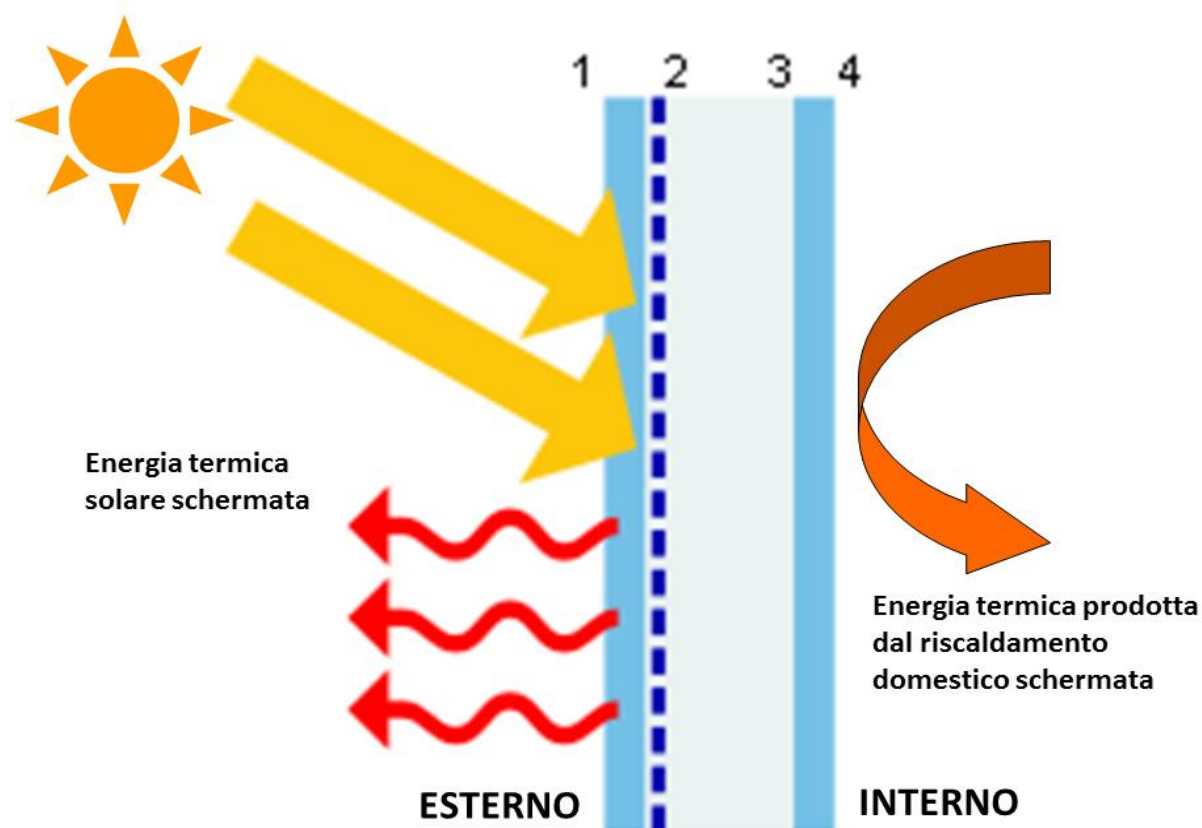 1 2 3 4
Energia termica
solare schermata
Energia termica prodotta
dal riscaldamento
domestico schermata
ESTERNO INTERNO